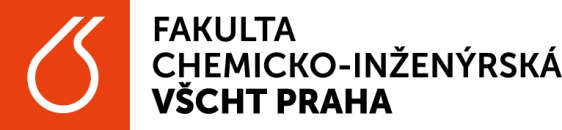 FAKULTA
CHEMICKO-INŽENÝRSKÁ
VŠCHT PRAHA